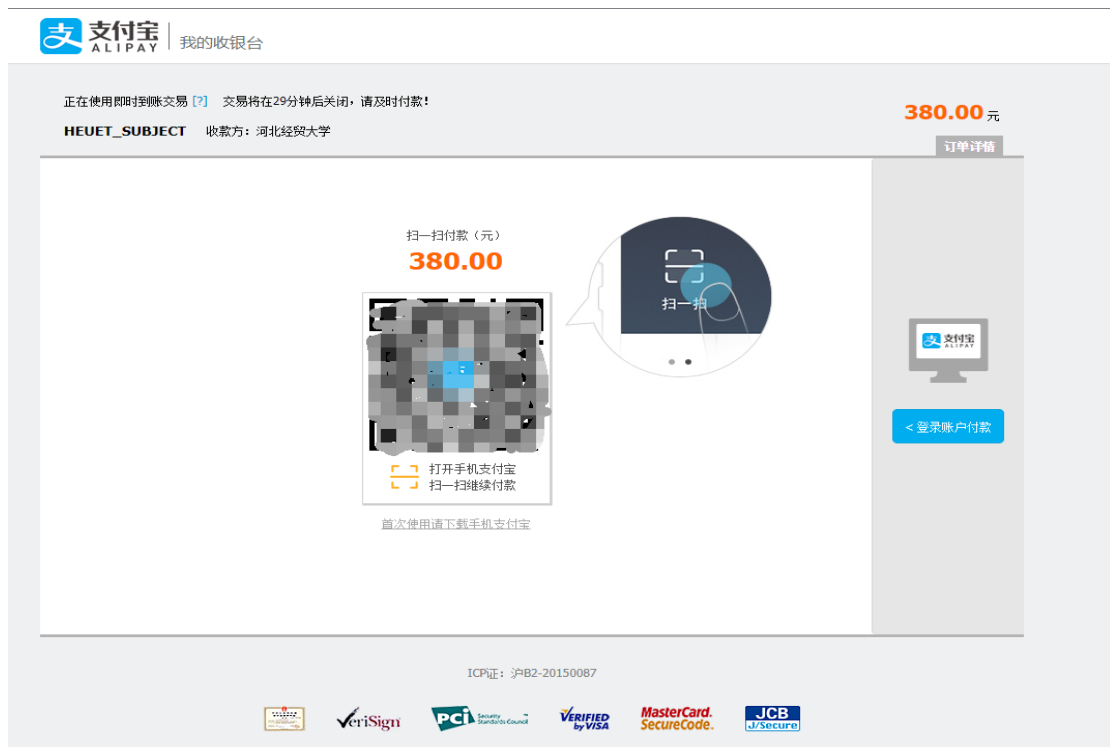 支付宝
ALIPAY
我的收银台
正在使用即时到账交易 [?] 交易将在29分钟后关闭，请及时付款！
380.00 元
HEUET_SUBJECT 收款方：河北经贸大学
订单详情
扫一扫付款（元）
380.00
扫一扫
支付宝
ALIPAY
<登录账户付款
打开手机支付宝
扫一扫继续付款
首次使用请下载手机支付宝
ICP证：沪B2-20150087
VeriSign
PCI Security Standards Council
VERIFIED by VISA
MasterCard. SecureCode.
JCB J/Secure